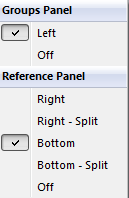 Groups Panel
Left
Off
Reference Panel
Right
Right - Split
Bottom
Bottom - Split
Off